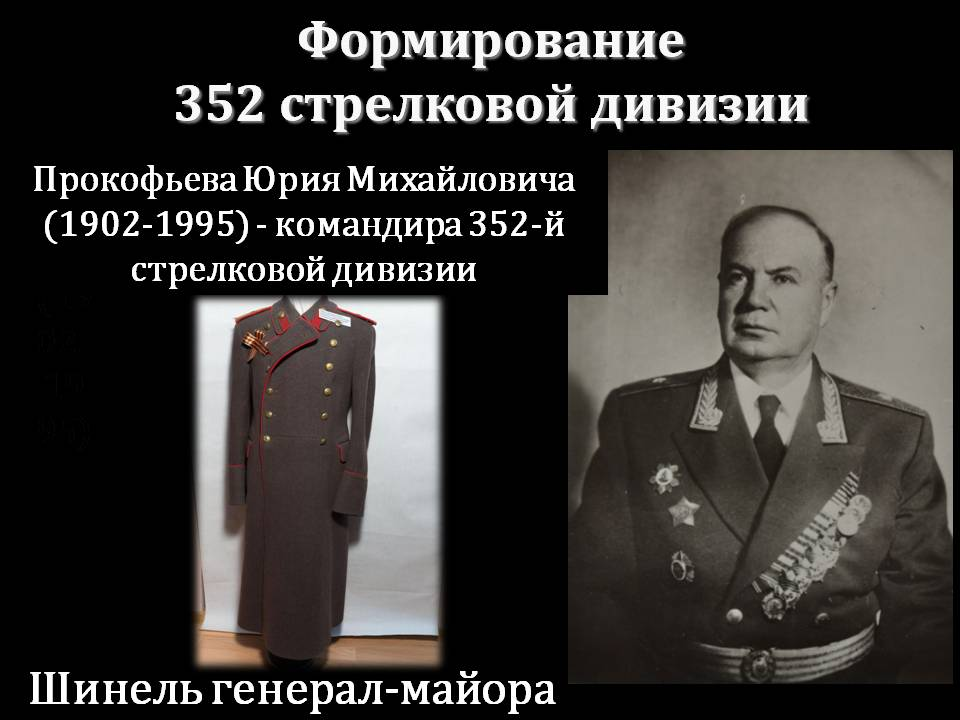 Формирование
352 стрелковой дивизии
Прокофьева Юрия Михайловича
(1902-1995) - командира 352-й
стрелковой дивизии
Шинель генерал-майора